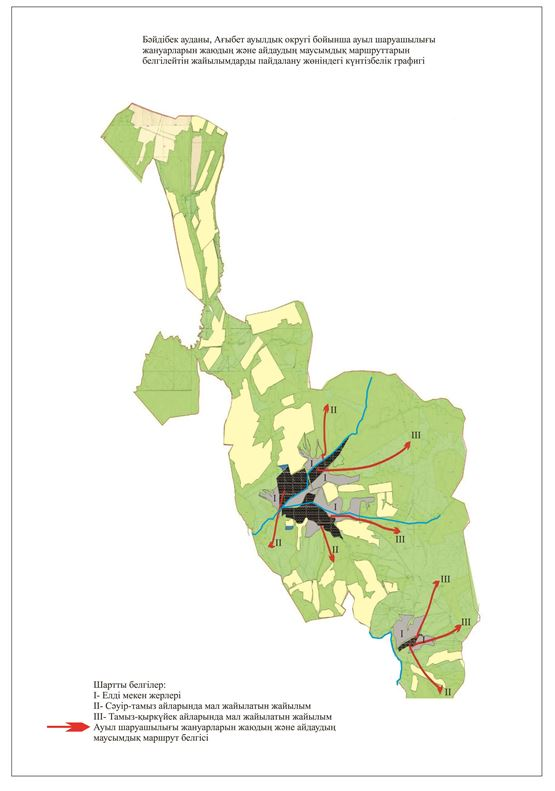 Бәйдібек ауданы, Ағыбет ауылдық округі бойынша ауыл шаруашылығы
жануарларын жаюдың және айдаудың маусымдық маршруттарын
белгілейтін жайылымдарды пайдалану жөніндегі күнтізбелік графигі
II
III
I
I
I
I
III
II
II
III
III
I
I
II
Шартты белгілер:
I- Елді мекен жерлері
II- Сәуір-тамыз айларында мал жайылатын жайылым
III- Тамыз-қыркүйек айларында мал жайылатын жайылым
Ауыл шаруашылығы жануарларын жаюдың және айдаудың
маусымдық маршрут белгісі